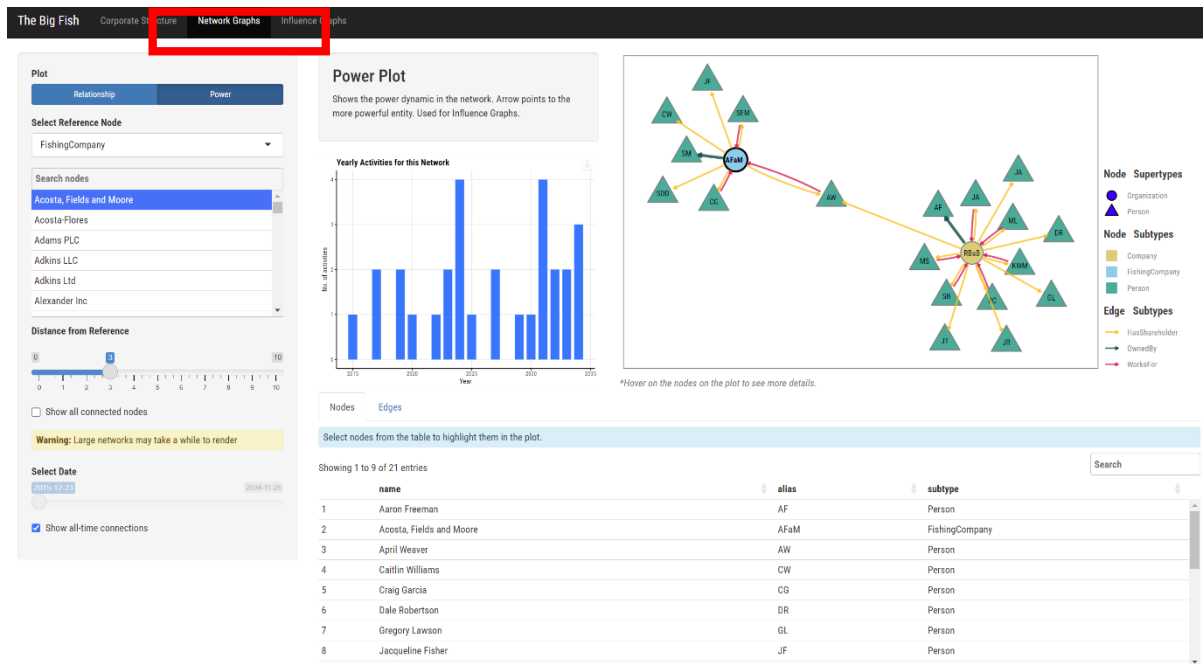 The Big Fish Corporate Structure Network Graphs Influence Graphs
Plot
Relationship Power
Select Reference Node
FishingCompany
Search nodes
Acosta, Fields and Moore
Acosta-Flores
Adams PLC
Adkins LLC
Adkins Ltd
Alexander Inc
Distance from Reference
0 3 10
0 1 2 3 4 5 6 7 8 9 10
Show all connected nodes
Warning: Large networks may take a while to render
Select Date
2015-12-23 2034-11-25
Show all-time connections
Power Plot
Shows the power dynamic in the network. Arrow points to the
more powerful entity. Used for Influence Graphs.
Yearly Activities for this Network
No. of activities
4
3
2
1
0
2015 2020 2025 2030 2035
Year
JF
CW
SEM
SM
AFaM
SDD
CG
AW
JA
AF
JA
ML
DR
RBaB
MS
KWM
SB
GL
JT
JR
*Hover on the nodes on the plot to see more details.
Node Supertypes
Organization
Person
Node Subtypes
Company
FishingCompany
Person
Edge Subtypes
HasShareholder
OwnedBy
WorksFor
Nodes Edges
Select nodes from the table to highlight them in the plot.
Showing 1 to 9 of 21 entries
Search
name alias subtype
1 Aaron Freeman AF Person
2 Acosta, Fields and Moore AFaM FishingCompany
3 April Weaver AW Person
4 Caitlin Williams CW Person
5 Craig Garcia CG Person
6 Dale Robertson DR Person
7 Gregory Lawson GL Person
8 Jacqueline Fisher JF Person